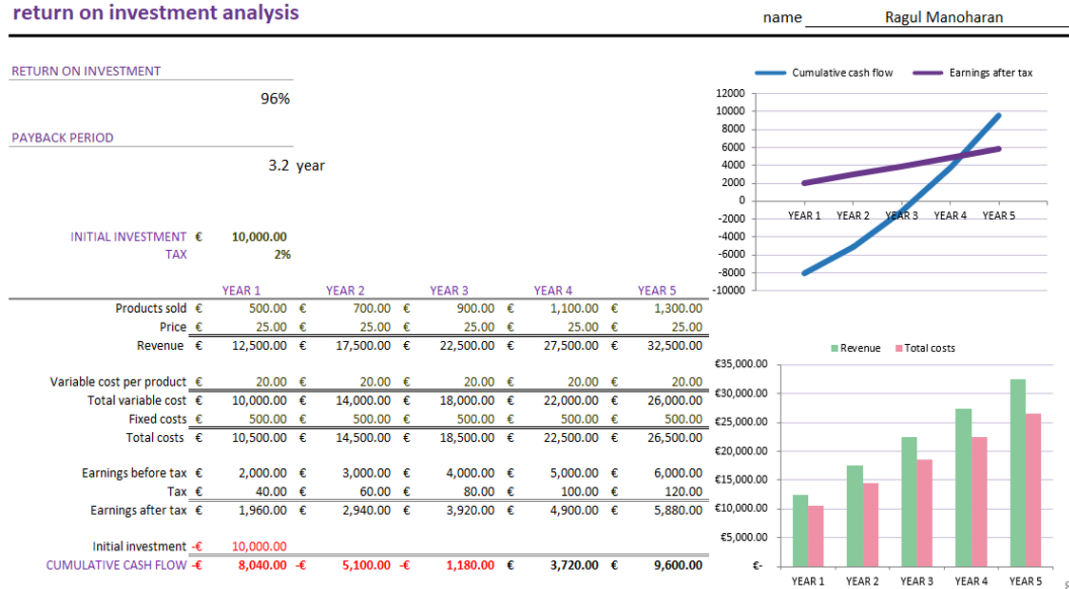 return on investment analysis
name Ragul Manoharan
RETURN ON INVESTMENT
96%
PAYBACK PERIOD
3.2 year
INITIAL INVESTMENT € 10,000.00
TAX 2%
YEAR 1 YEAR 2 YEAR 3 YEAR 4 YEAR 5
Products sold € 500.00 € 700.00 € 900.00 € 1,100.00 € 1,300.00
Price € 25.00 € 25.00 € 25.00 € 25.00 € 25.00
Revenue € 12,500.00 € 17,500.00 € 22,500.00 € 27,500.00 € 32,500.00
Variable cost per product € 20.00 € 20.00 € 20.00 € 20.00 € 20.00
Total variable cost € 10,000.00 € 14,000.00 € 18,000.00 € 22,000.00 € 26,000.00
Fixed costs € 500.00 € 500.00 € 500.00 € 500.00 € 500.00
Total costs € 10,500.00 € 14,500.00 € 18,500.00 € 22,500.00 € 26,500.00
Earnings before tax € 2,000.00 € 3,000.00 € 4,000.00 € 5,000.00 € 6,000.00
Tax € 40.00 € 60.00 € 80.00 € 100.00 € 120.00
Earnings after tax € 1,960.00 € 2,940.00 € 3,920.00 € 4,900.00 € 5,880.00
Initial investment -€ 10,000.00
CUMULATIVE CASH FLOW -€ 8,040.00 -€ 5,100.00 -€ 1,180.00 € 3,720.00 € 9,600.00
Cumulative cash flow Earnings after tax
12000
10000
8000
6000
4000
2000
0
YEAR 1 YEAR 2 YEAR 3 YEAR 4 YEAR 5
-2000
-4000
-6000
-8000
-10000
Revenue Total costs
€35,000.00
€30,000.00
€25,000.00
€20,000.00
€15,000.00
€10,000.00
€5,000.00
€-
YEAR 1 YEAR 2 YEAR 3 YEAR 4 YEAR 5